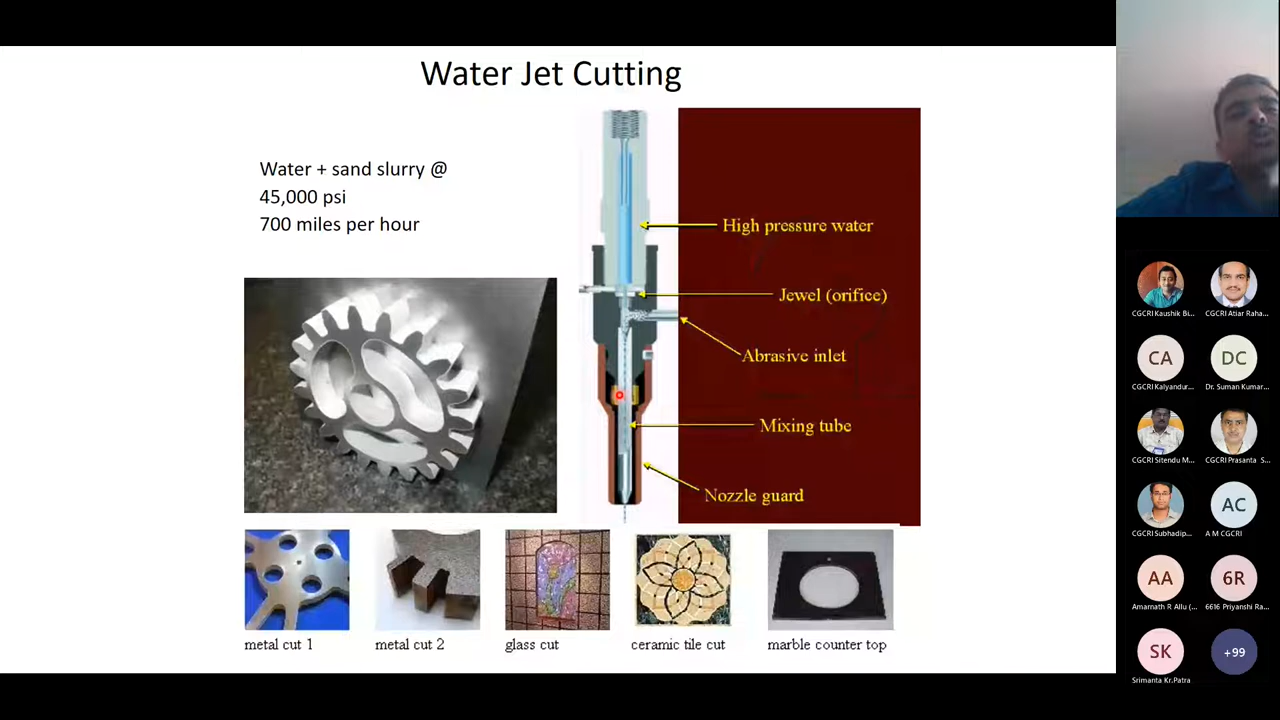 Water Jet Cutting
Water + sand slurry @
45,000 psi
700 miles per hour
High pressure water
Jewel (orifice)
Abrasive inlet
Mixing tube
Nozzle guard
metal cut 1
metal cut 2
glass cut
ceramic tile cut
marble counter top
CGCRI Kaushik Bi...
CGCRI Atiar Raha...
CA
DC
CGCRI Kalyandur...
Dr. Suman Kumar...
CGCRI Sitendu M...
CGCRI Prasanta S...
AC
CGCRI Subhadip...
A M CGCRI
AA
6R
Amarnath R Allu (...
6616 Priyanshi Ra...
SK
+99
Srimanta Kr.Patra